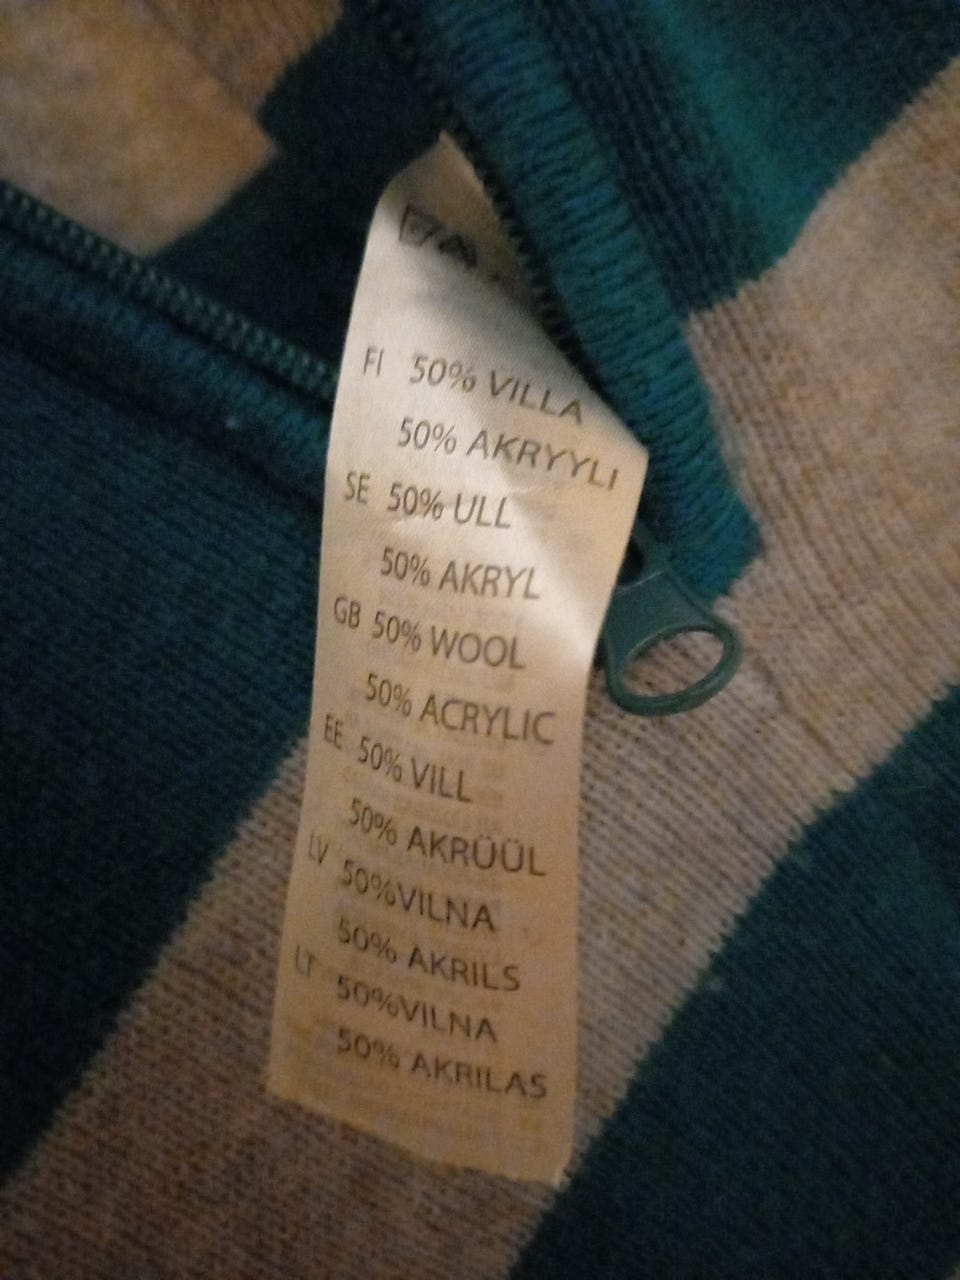 FI 50% VILLA
50% AKRYYLI
SE 50% ULL
50% AKRYL
GB 50% WOOL
50% ACRYLIC
EE 50% VILL
50% AKRÜÜL
LV 50%VILNA
50% AKRILS
LT 50%VILNA
50% AKRILAS